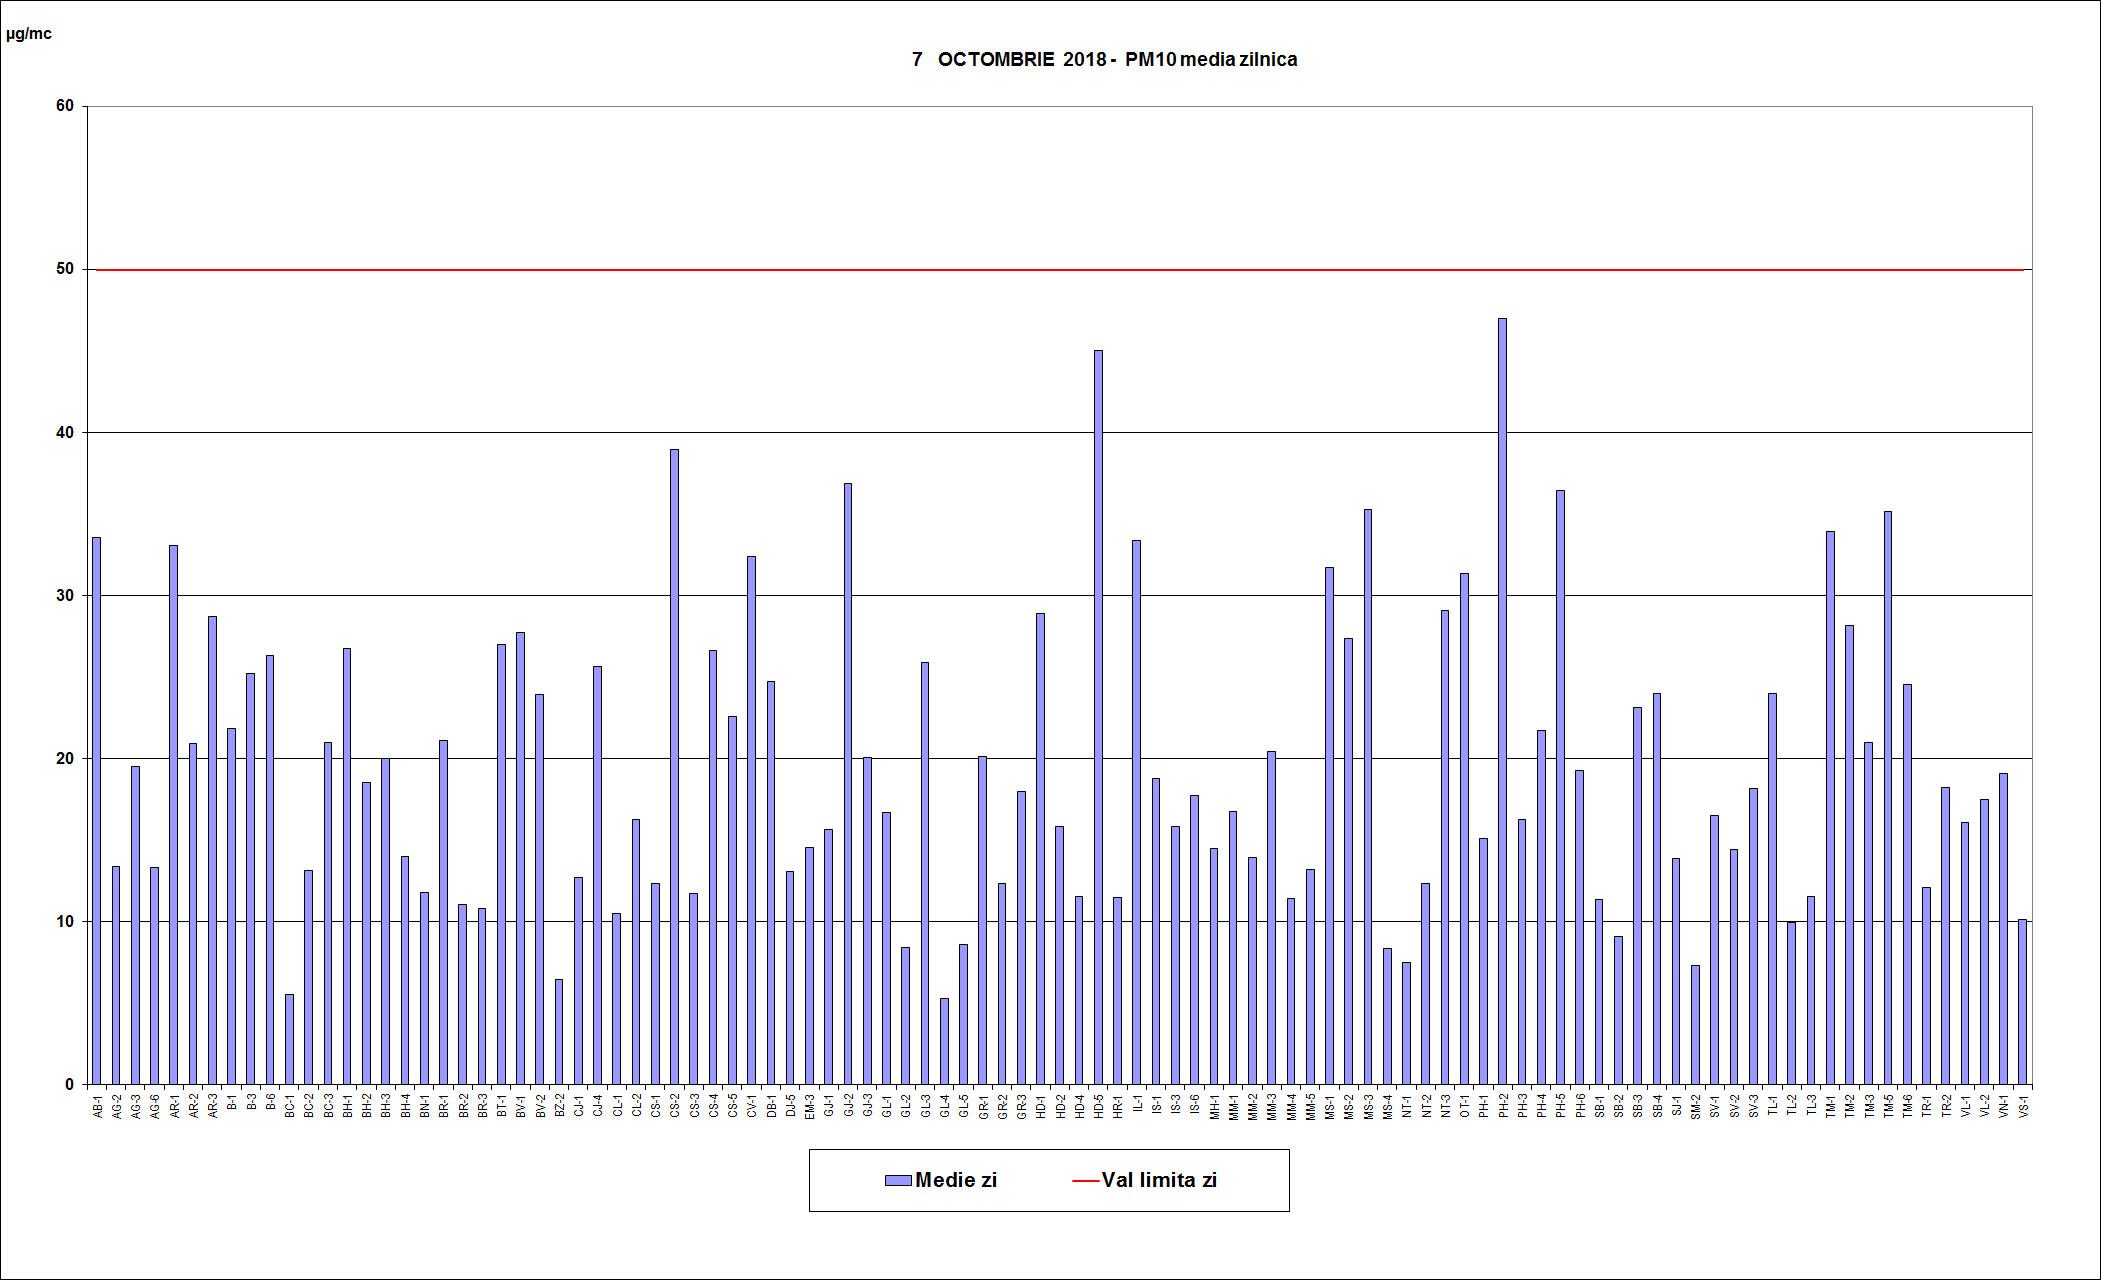 µg/mc
7 OCTOMBRIE 2018 - PM10 media zilnica
60
50
40
30
20
10
0
AB-1 AG-2 AG-3 AG-6 AR-1 AR-2 AR-3 B-1 B-3 B-6 BC-1 BC-2 BC-3 BH-1 BH-2 BH-3 BH-4 BN-1 BR-1 BR-2 BR-3 BT-1 BV-1 BV-2 BZ-2 CJ-1 CJ-4 CL-1 CL-2 CS-1 CS-2 CS-3 CS-4 CS-5 CV-1 DB-1 DJ-5 EM-3 GJ-1 GJ-2 GJ-3 GL-1 GL-2 GL-3 GL-4 GL-5 GR-1 GR-2 GR-3 HD-1 HD-2 HD-4 HD-5 HR-1 IL-1 IS-1 IS-3 IS-6 MH-1 MM-1 MM-2 MM-3 MM-4 MM-5 MS-1 MS-2 MS-3 MS-4 NT-1 NT-2 NT-3 OT-1 PH-1 PH-2 PH-3 PH-4 PH-5 PH-6 SB-1 SB-2 SB-3 SB-4 SJ-1 SM-2 SV-1 SV-2 SV-3 TL-1 TL-2 TL-3 TM-1 TM-2 TM-3 TM-5 TM-6 TR-1 TR-2 VL-1 VL-2 VN-1 VS-1
Medie zi Val limita zi